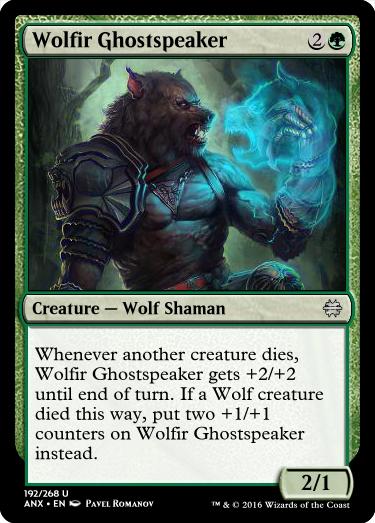 Wolfir Ghostspeaker 2
Creature — Wolf Shaman
Whenever another creature dies,
Wolfir Ghostspeaker gets +2/+2
until end of turn. If a Wolf creature
died this way, put two +1/+1
counters on Wolfir Ghostspeaker
instead.
2/1
192/268 U
ANX • EN Pavel Romanov
™ & © 2016 Wizards of the Coast